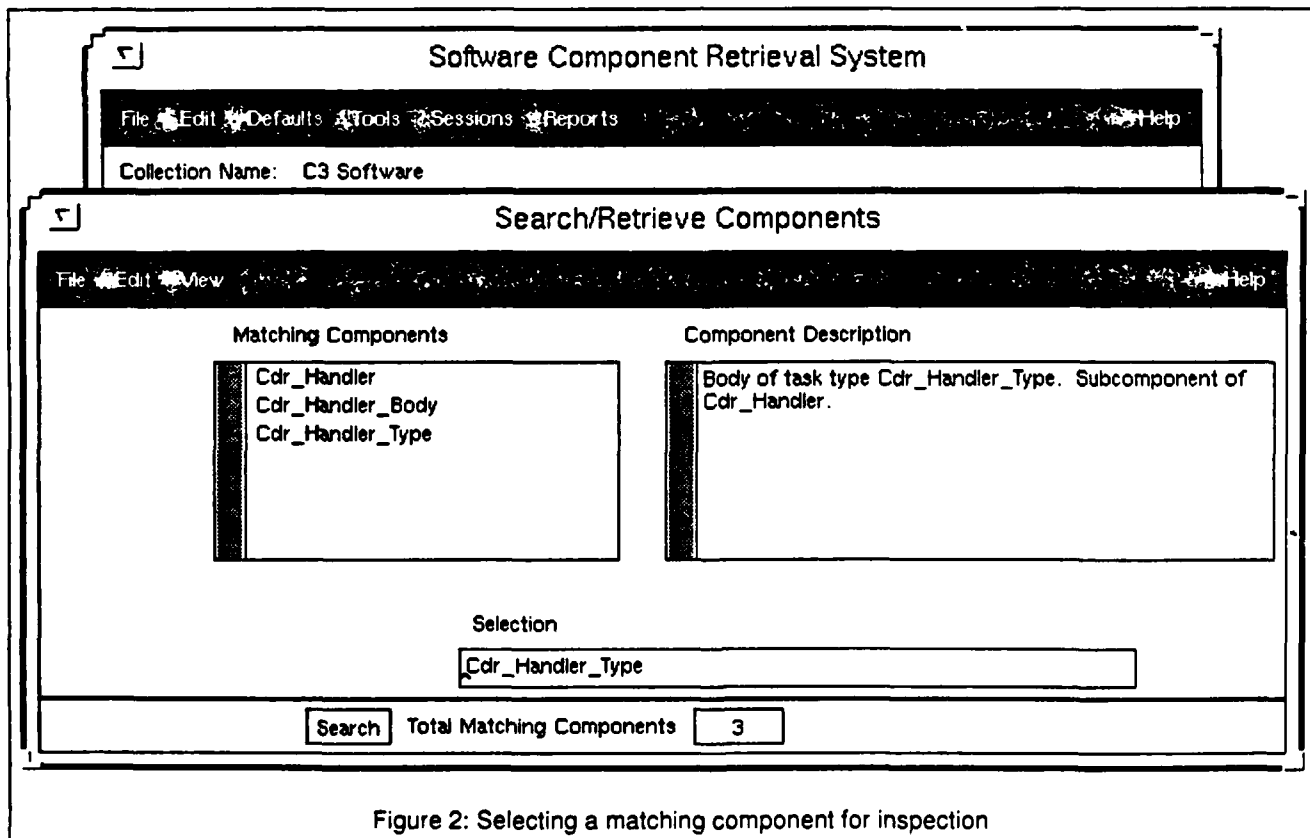 Software Component Retrieval System
File Edit Defaults Tools Sessions Reports Help
Collection Name: C3 Software
Search/Retrieve Components
File Edit View Help
Matching Components
Component Description
Cdr_Handler
Cdr_Handler_Body
Cdr_Handler_Type
Body of task type Cdr_Handler_Type. Subcomponent of
Cdr_Handler.
Selection
Cdr_Handler_Type
Search Total Matching Components 3
Figure 2: Selecting a matching component for inspection